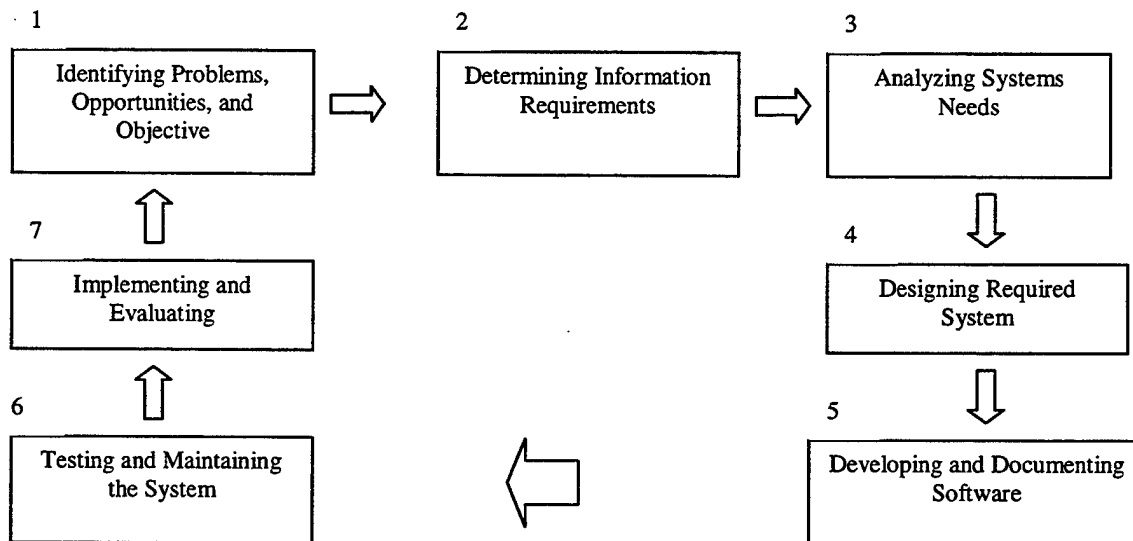 1
Identifying Problems,
Opportunities, and
Objective
2
Determining Information
Requirements
3
Analyzing Systems
Needs
4
Designing Required
System
5
Developing and Documenting
Software
6
Testing and Maintaining
the System
7
Implementing and
Evaluating